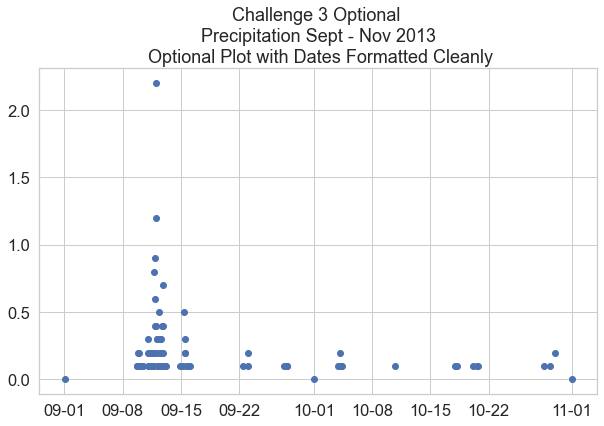 Challenge 3 Optional
Precipitation Sept - Nov 2013
Optional Plot with Dates Formatted Cleanly
2.0
1.5
1.0
0.5
0.0
09-01 09-08 09-15 09-22 10-01 10-08 10-15 10-22 11-01